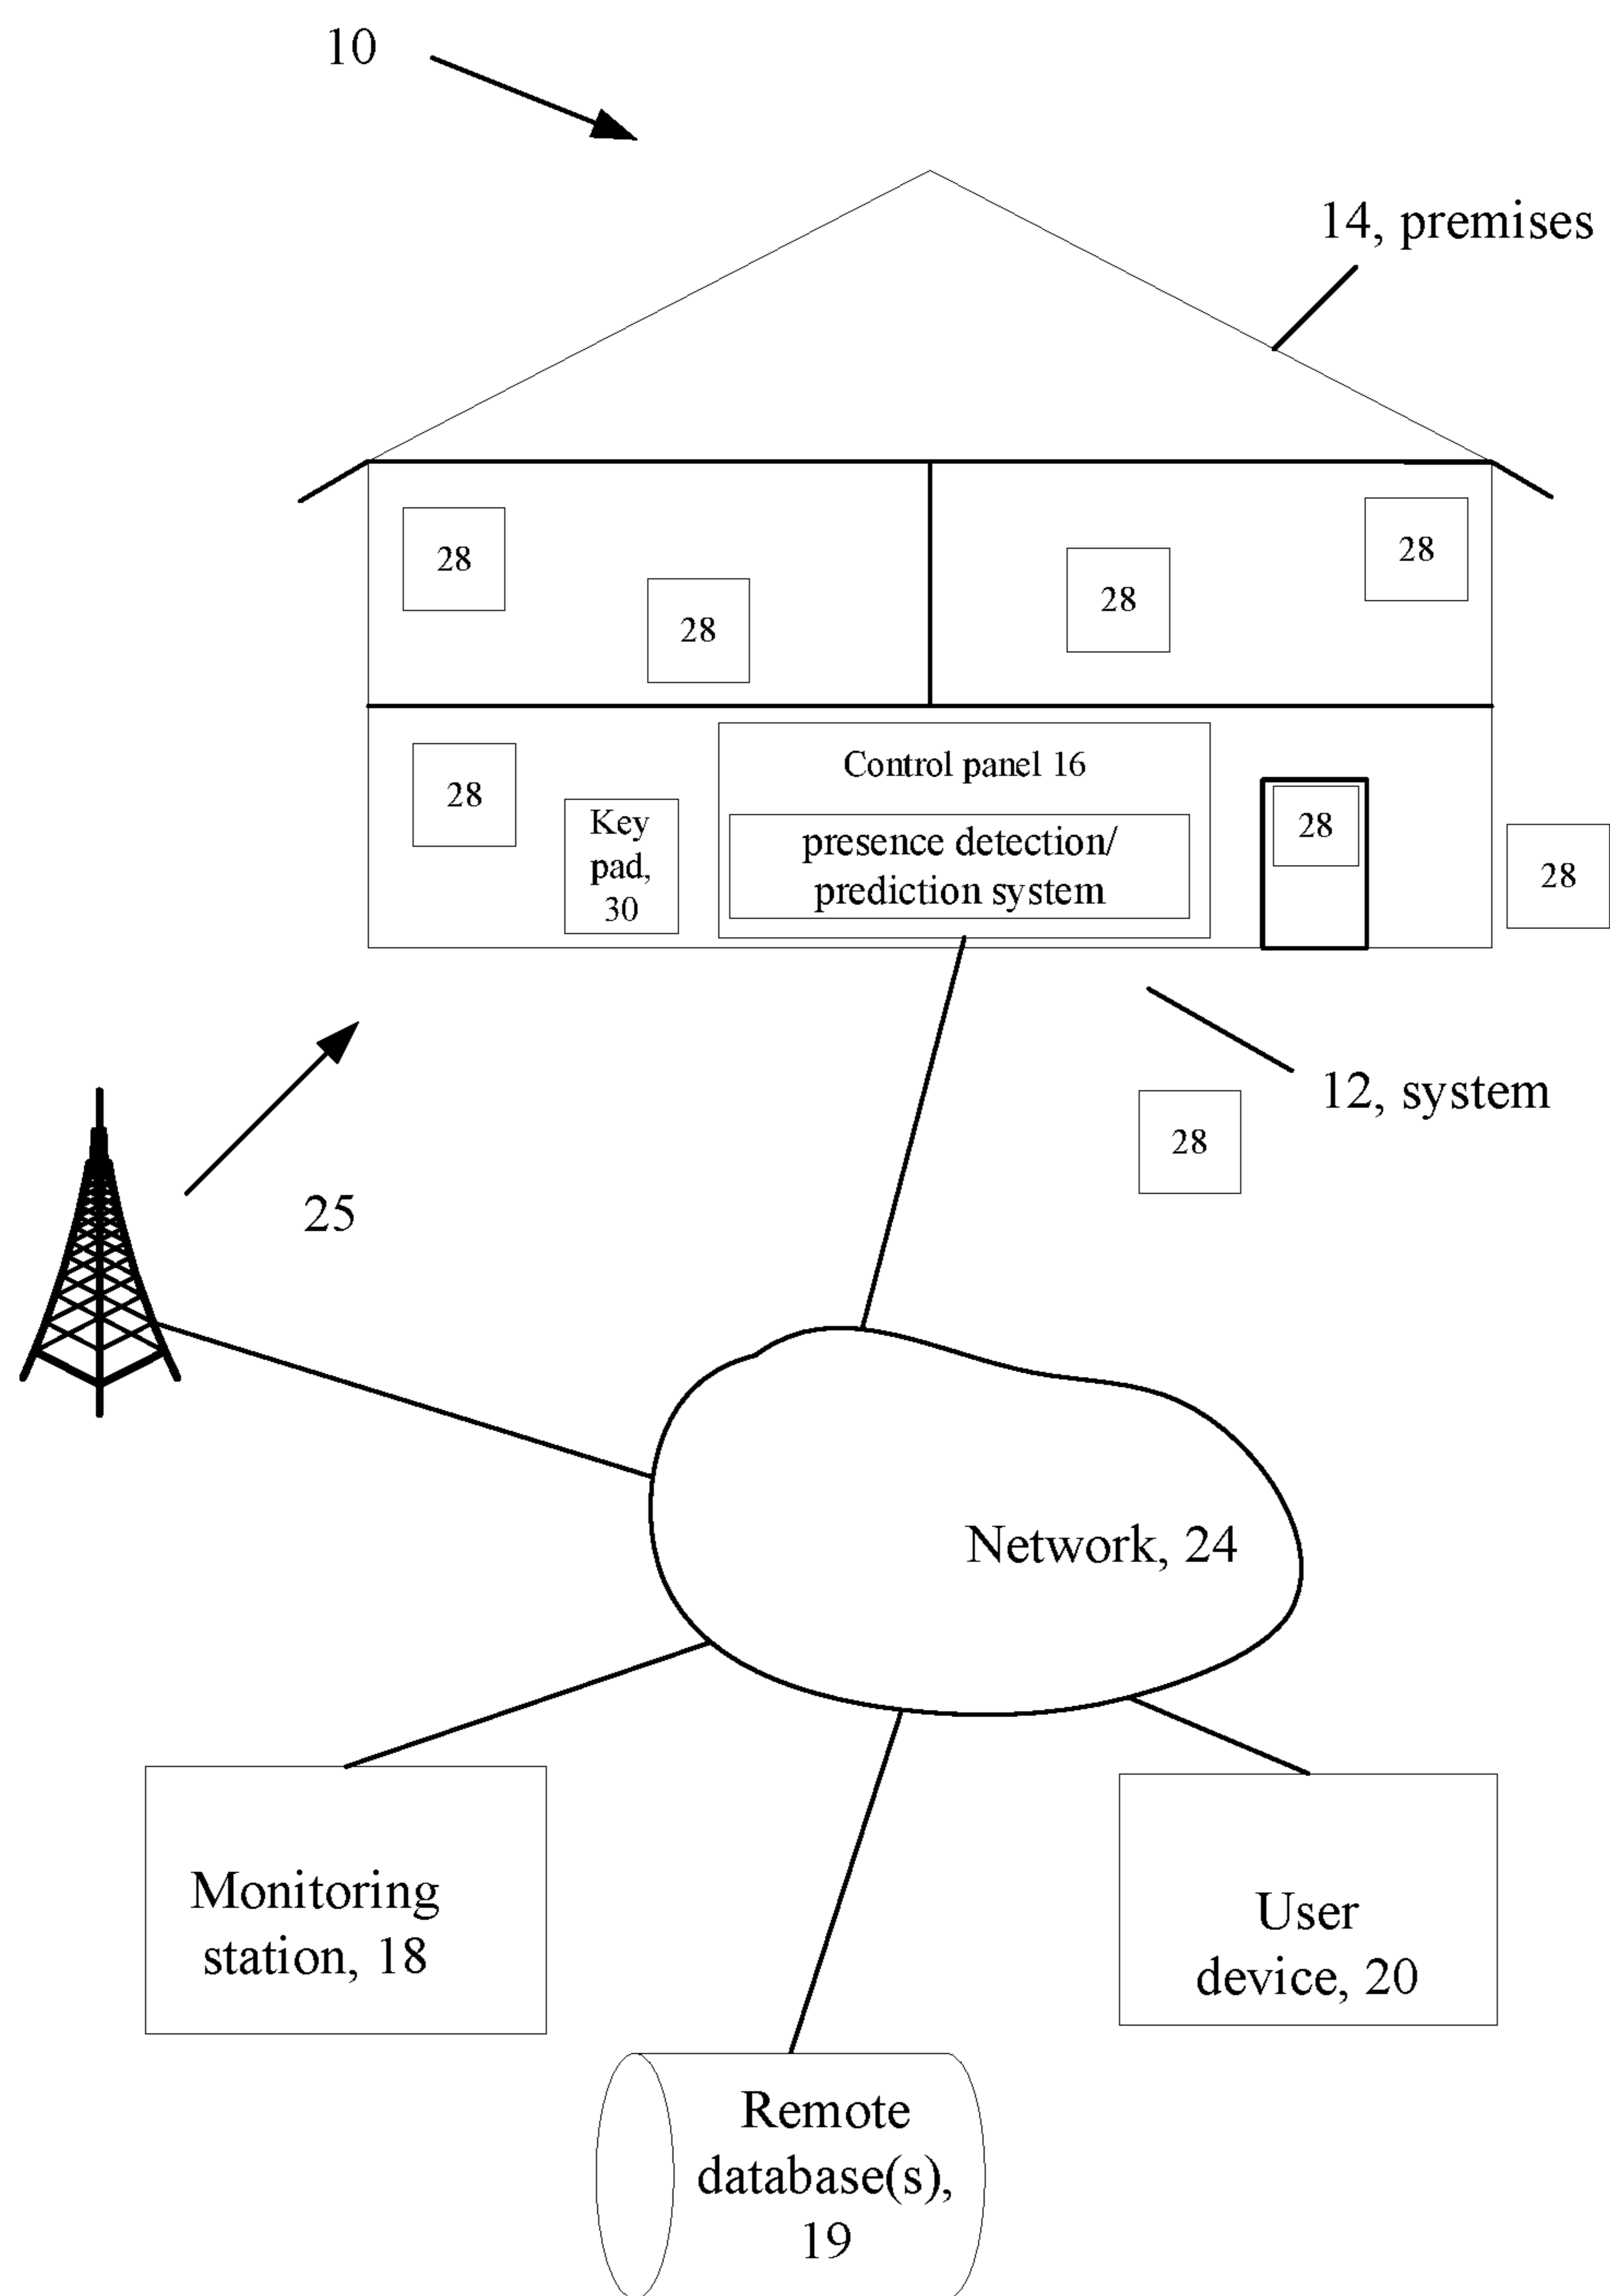 10
14, premises
28
28
28
28
28
Key
pad,
30
Control panel 16
presence detection/
prediction system
28
28
12, system
28
25
Network, 24
Monitoring
station, 18
User
device, 20
Remote
database(s),
19